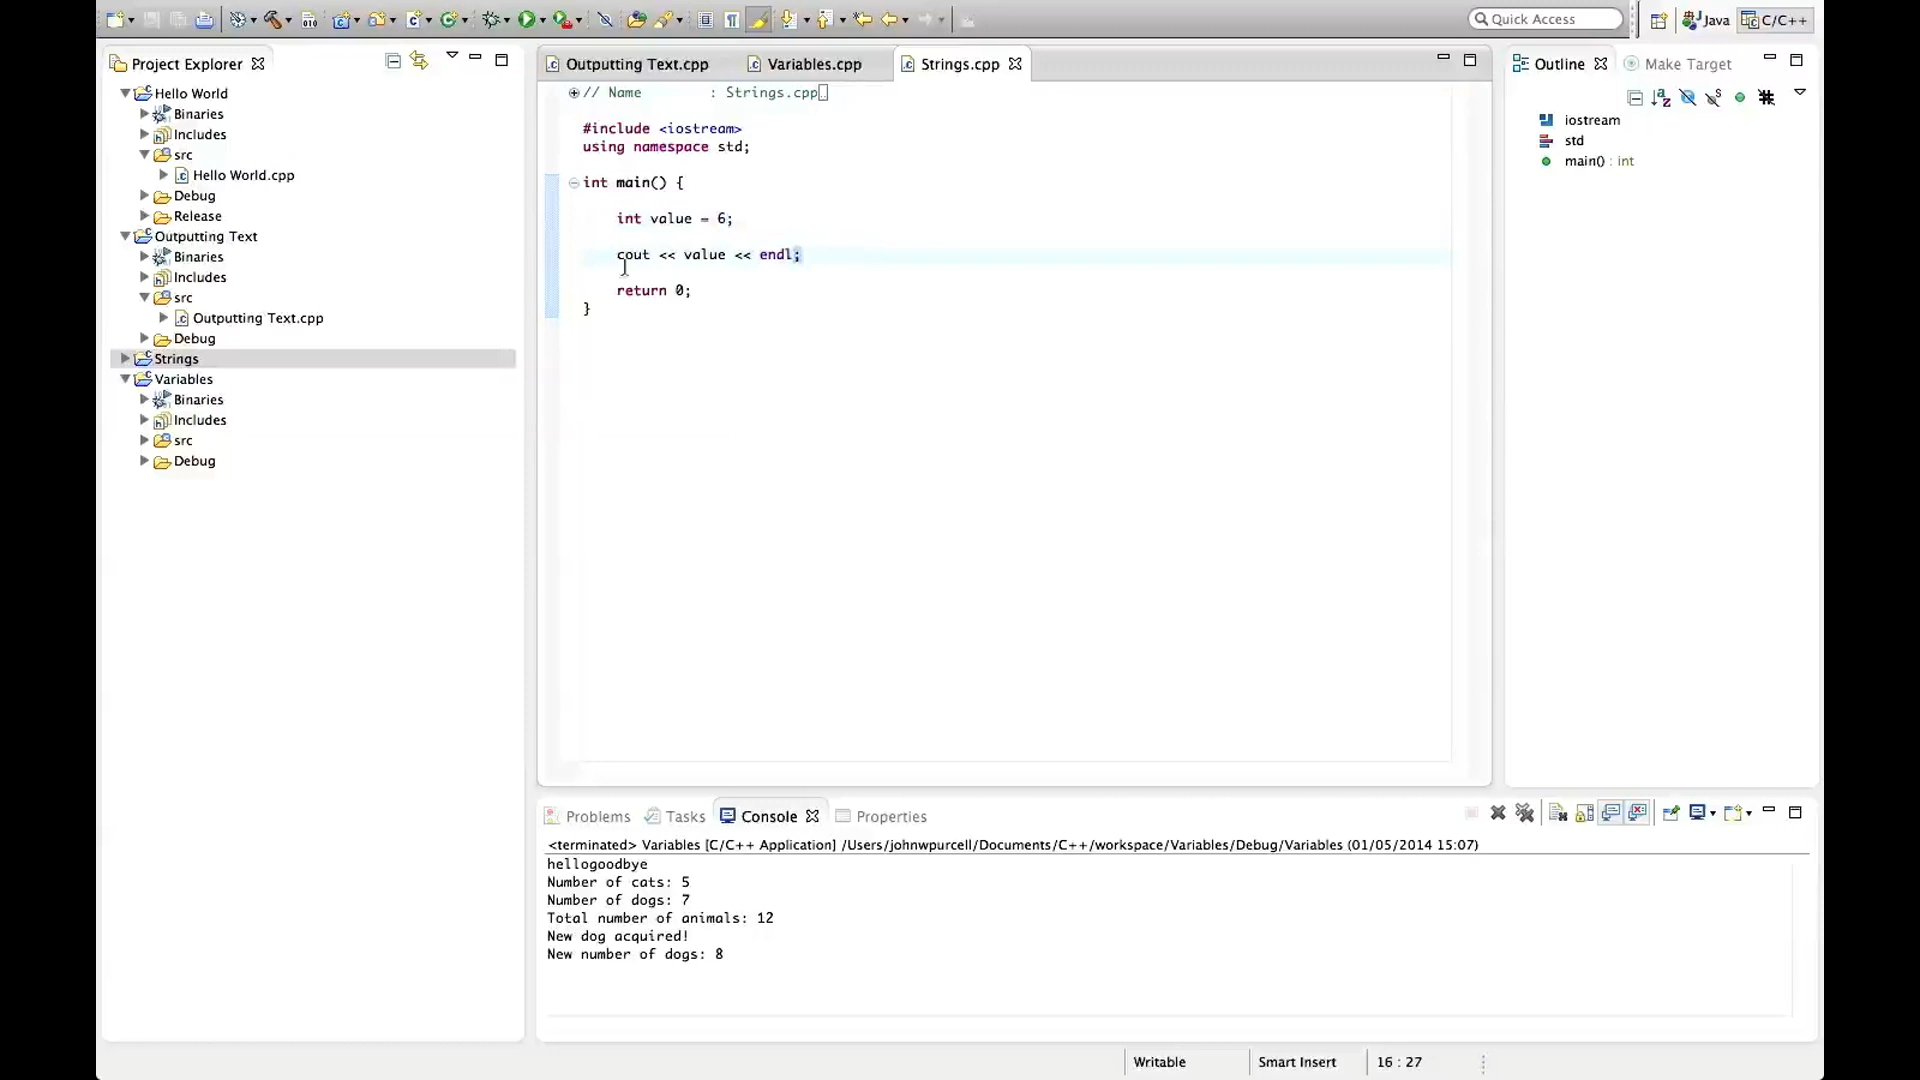 Quick Access
Java
C/C++
Project Explorer
Hello World
Binaries
Includes
src
Hello World.cpp
Debug
Release
Outputting Text
Binaries
Includes
src
Outputting Text.cpp
Debug
Strings
Variables
Binaries
Includes
src
Debug
Outputting Text.cpp
Variables.cpp
Strings.cpp
// Name        : Strings.cpp
#include <iostream>
using namespace std;
int main() {
int value = 6;
cout << value << endl;
return 0;
}
Outline
Make Target
iostream
std
main() : int
Problems
Tasks
Console
Properties
<terminated> Variables [C/C++ Application] /Users/johnwpurcell/Documents/C++/workspace/Variables/Debug/Variables (01/05/2014 15:07)
hellogoodbye
Number of cats: 5
Number of dogs: 7
Total number of animals: 12
New dog acquired!
New number of dogs: 8
Writable
Smart Insert
16 : 27